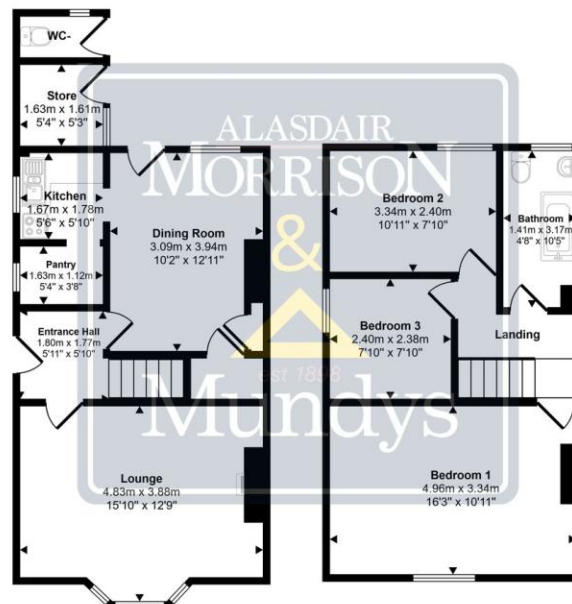 WC-
Store
1.63m x 1.61m
5'4" x 5'3"
Kitchen
1.67m x 1.78m
5'6" x 5'10"
Pantry
1.63m x 1.12m
5'4" x 3'8"
Entrance Hall
1.80m x 1.77m
5'11" x 5'10"
Dining Room
3.09m x 3.94m
10'2" x 12'11"
Lounge
4.83m x 3.88m
15'10" x 12'9"
Bedroom 2
3.34m x 2.40m
10'11" x 7'10"
Bathroom
1.41m x 3.17m
4'8" x 10'5"
Bedroom 3
2.40m x 2.38m
7'10" x 7'10"
Landing
Bedroom 1
4.96m x 3.34m
16'3" x 10'11"
ALASDAIR
MORRISON
&
est 1898
Mundys